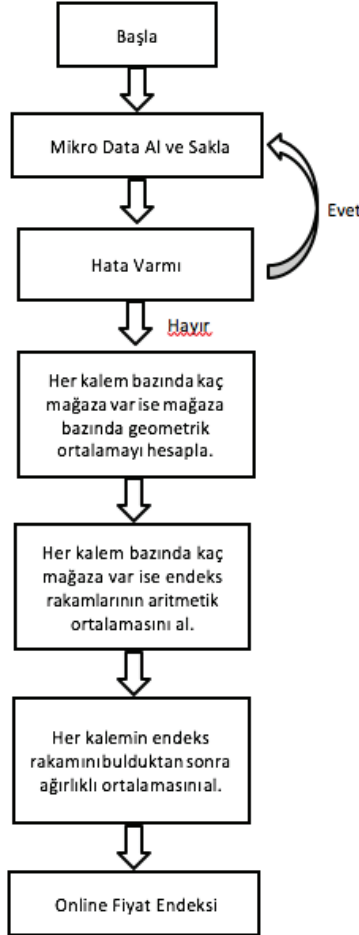 Başla
Mikro Data Al ve Sakla
Evet
Hata Varmı
Hayır
Her kalem bazında kaç
mağaza var ise mağaza
bazında geometrik
ortalamayı hesapla.
Her kalem bazında kaç
mağaza var ise endeks
rakamlarının aritmetik
ortalamasını al.
Her kalemin endeks
rakamını bulduktan sonra
ağırlıklı ortalamasını al.
Online Fiyat Endeksi